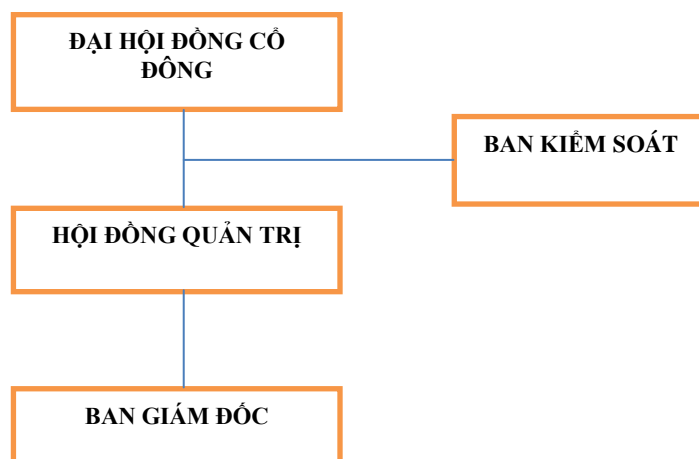 ĐẠI HỘI ĐỒNG CỔ
ĐÔNG
BAN KIỂM SOÁT
HỘI ĐỒNG QUẢN TRỊ
BAN GIÁM ĐỐC